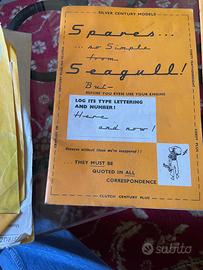 SILVER CENTURY MODELS
Spares...
...so Simple
from
Seagull!
But—
BEFORE YOU EVEN USE YOUR ENGINE
LOG ITS TYPE LETTERING
AND NUMBER!
Here
and now!
...THEY MUST BE
QUOTED IN ALL
CORRESPONDENCE
CLUTCH CENTURY PLUS
subito